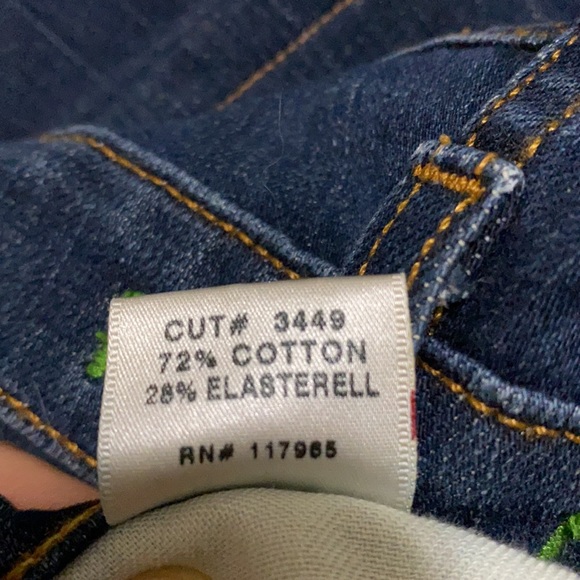 CUT# 3449
72% COTTON
28% ELASTERELL
RN# 117965